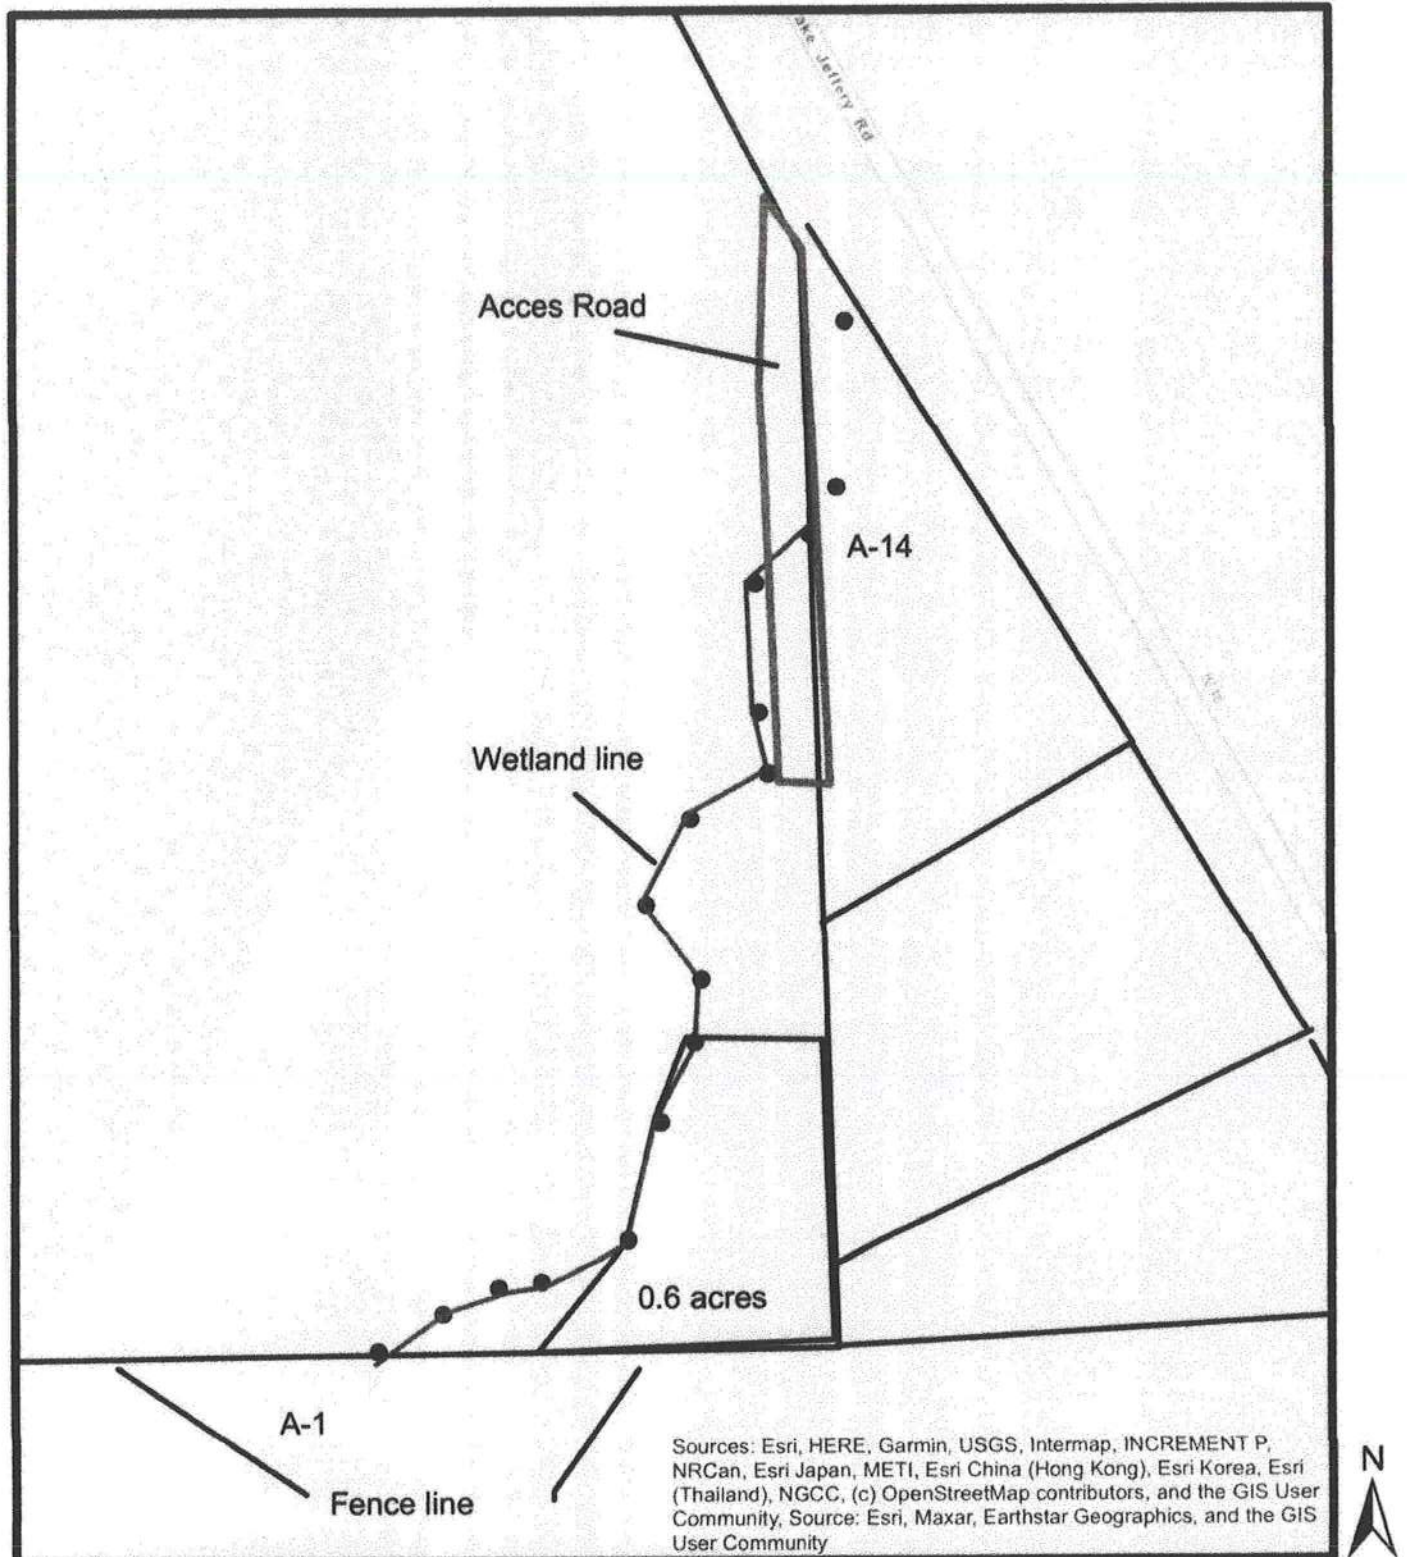 ake Jeffery Rd
Acces Road
A-14
Wetland line
0.6 acres
A-1
Fence line
Sources: Esri, HERE, Garmin, USGS, Intermap, INCREMENT P,
NRCan, Esri Japan, METI, Esri China (Hong Kong), Esri Korea, Esri
(Thailand), NGCC, (c) OpenStreetMap contributors, and the GIS User
Community, Source: Esri, Maxar, Earthstar Geographics, and the GIS
User Community
N